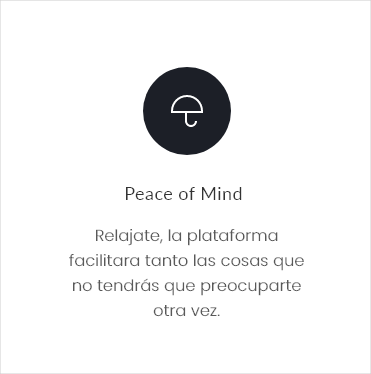 Peace of Mind
Relajate, la plataforma
facilitara tanto las cosas que
no tendrás que preocuparte
otra vez.